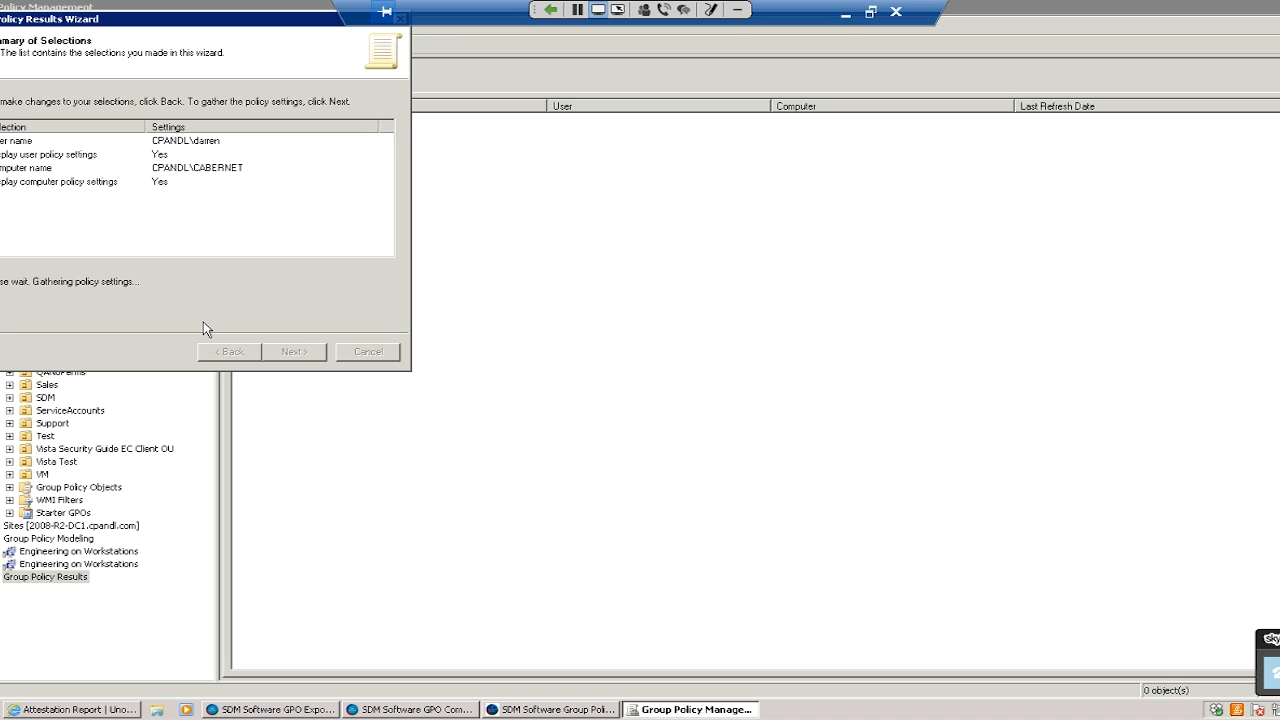 Policy Management
olicy Results Wizard
mary of Selections
The list contains the selections you made in this wizard.
make changes to your selections, click Back. To gather the policy settings, click Next.
User Computer Last Refresh Date
lection Settings
er name CPANDL\darren
play user policy settings Yes
mputer name CPANDL\CABERNET
play computer policy settings Yes
se wait. Gathering policy settings...
< Back Next > Cancel
Sales
SDM
ServiceAccounts
Support
Test
Vista Security Guide EC Client OU
Vista Test
VM
Group Policy Objects
WMI Filters
Starter GPOs
Sites [2008-R2-DC1.cpandl.com]
Group Policy Modeling
Engineering on Workstations
Engineering on Workstations
Group Policy Results
sky
0 object(s)
Attestation Report | Uno... SDM Software GPO Expo... SDM Software GPO Com... SDM Software Group Poli... Group Policy Manage...